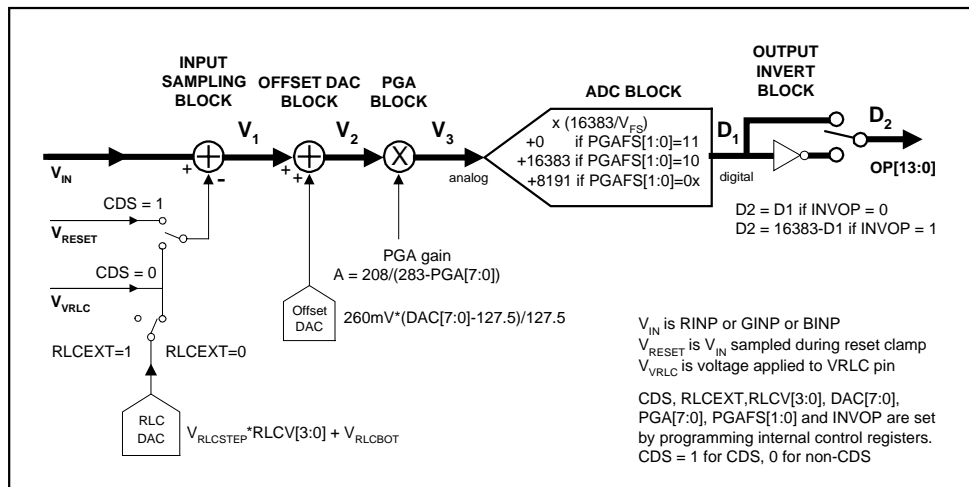 INPUT
SAMPLING
BLOCK
OFFSET DAC
BLOCK
PGA
BLOCK
ADC BLOCK
OUTPUT
INVERT
BLOCK
V1
V2
V3
x (16383/VFS)
+0 if PGAFS[1:0]=11
+16383 if PGAFS[1:0]=10
+8191 if PGAFS[1:0]=0x
D1
D2
VIN
+
-
+
+
+
+
X
analog
digital
OP[13:0]
CDS = 1
VRESET
CDS = 0
VVRLC
RLCEXT=1
RLCEXT=0
RLC
DAC
VRLCSTEP*RLCV[3:0] + VRLCBOT
PGA gain
A = 208/(283-PGA[7:0])
Offset
DAC
260mV*(DAC[7:0]-127.5)/127.5
D2 = D1 if INVOP = 0
D2 = 16383-D1 if INVOP = 1
VIN is RINP or GINP or BINP
VRESET is VIN sampled during reset clamp
VVRLC is voltage applied to VRLC pin
CDS, RLCEXT,RLCV[3:0], DAC[7:0],
PGA[7:0], PGAFS[1:0] and INVOP are set
by programming internal control registers.
CDS = 1 for CDS, 0 for non-CDS